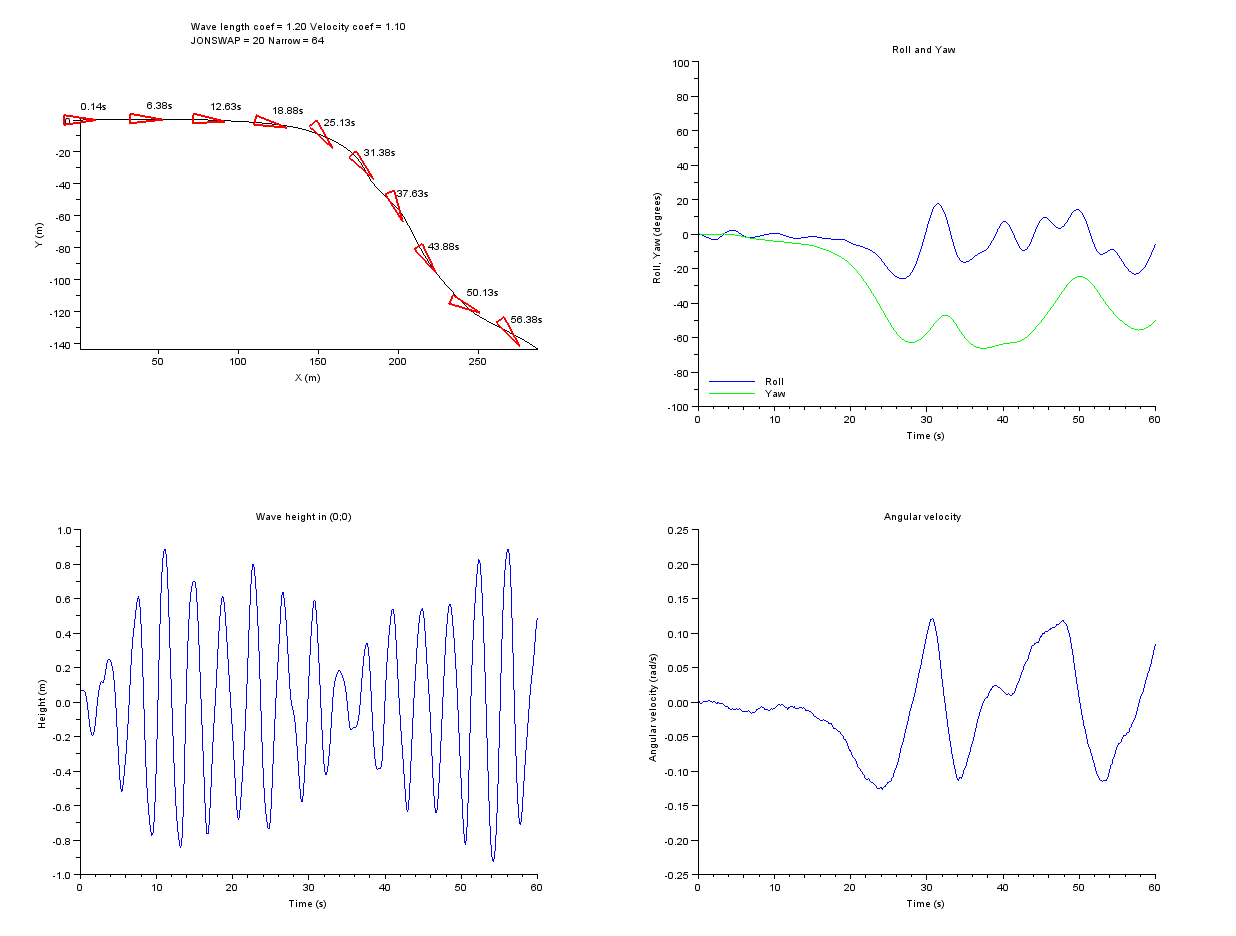 Wave length coef = 1.20 Velocity coef = 1.10
JONSWAP = 20 Narrow = 64
0.14s
6.38s
12.63s
18.88s
25.13s
31.38s
37.63s
43.88s
50.13s
56.38s
0
-20
-40
-60
-80
-100
-120
-140
50
100
150
200
250
Y (m)
X (m)
Roll and Yaw
100
80
60
40
20
0
-20
-40
-60
-80
-100
Roll, Yaw (degrees)
Roll
Yaw
0
10
20
30
40
50
60
Time (s)
Wave height in (0;0)
1.0
0.8
0.6
0.4
0.2
0.0
-0.2
-0.4
-0.6
-0.8
-1.0
Height (m)
0
10
20
30
40
50
60
Time (s)
Angular velocity
0.25
0.20
0.15
0.10
0.05
0.00
-0.05
-0.10
-0.15
-0.20
-0.25
Angular velocity (rad/s)
0
10
20
30
40
50
60
Time (s)